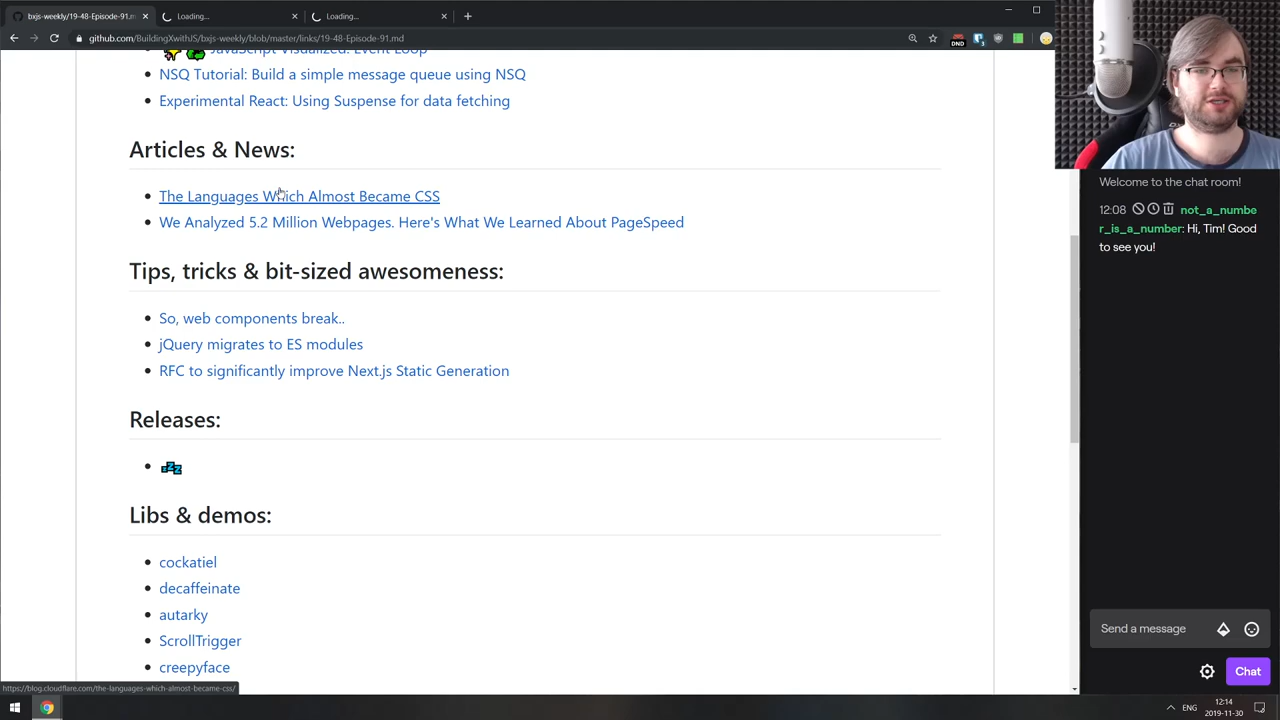 bxjs-weekly/19-48-Episode-91.m
Loading...
Loading...
github.com/BuildingXwithJS/bxjs-weekly/blob/master/links/19-48-Episode-91.md
DND
JavaScript Visualized: Event Loop
NSQ Tutorial: Build a simple message queue using NSQ
Experimental React: Using Suspense for data fetching
Articles & News:
The Languages Which Almost Became CSS
We Analyzed 5.2 Million Webpages. Here's What We Learned About PageSpeed
Tips, tricks & bit-sized awesomeness:
So, web components break..
jQuery migrates to ES modules
RFC to significantly improve Next.js Static Generation
Releases:
zzz
Libs & demos:
cockatiel
decaffeinate
autarky
ScrollTrigger
creepyface
https://blog.cloudflare.com/the-languages-which-almost-became-css/
Welcome to the chat room!
12:08 not_a_numbe
r_is_a_number: Hi, Tim! Good
to see you!
Send a message
Chat
ENG
12:14
2019-11-30